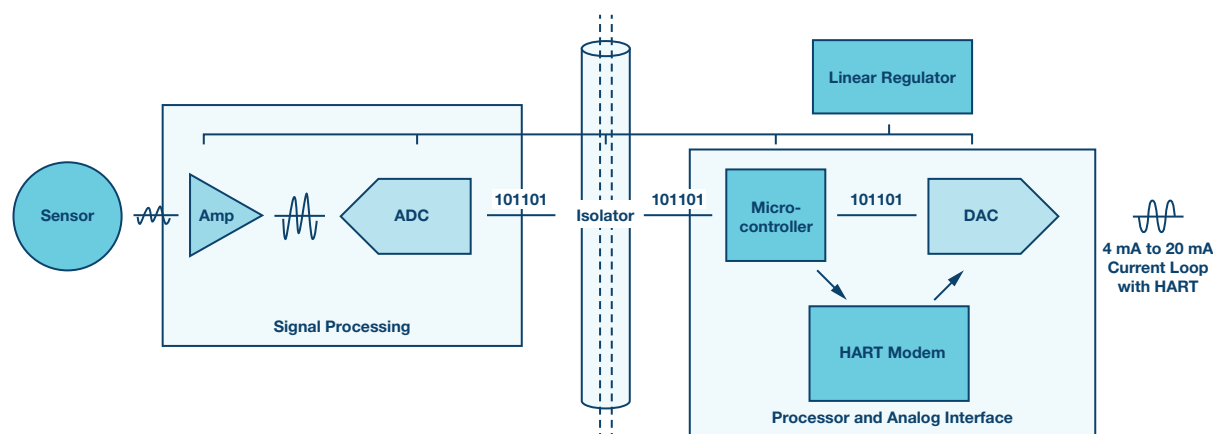 Linear Regulator
Sensor
Amp
ADC
101101
Isolator
101101
Micro-
controller
101101
DAC
4 mA to 20 mA
Current Loop
with HART
Signal Processing
HART Modem
Processor and Analog Interface